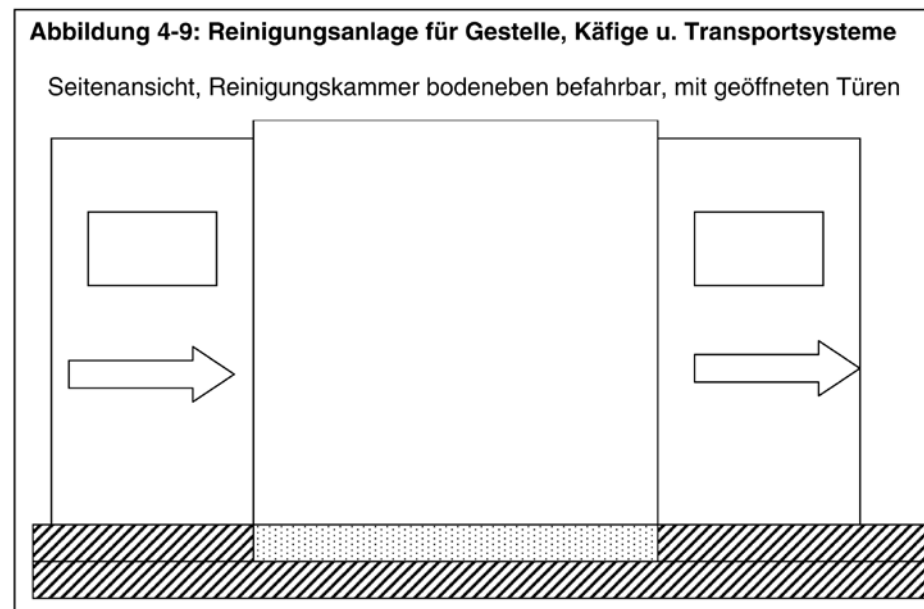 Abbildung 4-9: Reinigungsanlage für Gestelle, Käfige u. Transportsysteme
Seitenansicht, Reinigungskammer bodeneben befahrbar, mit geöffneten Türen